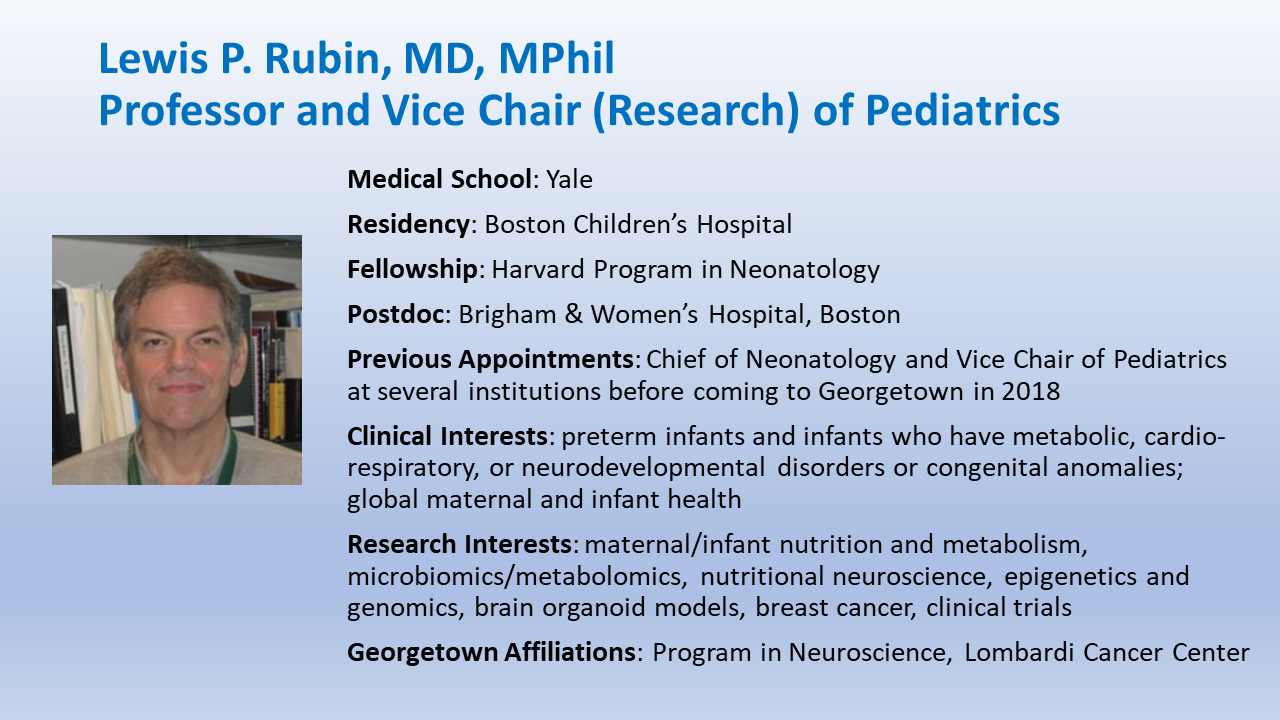 Lewis P. Rubin, MD, MPhil
Professor and Vice Chair (Research) of Pediatrics
Medical School: Yale
Residency: Boston Children’s Hospital
Fellowship: Harvard Program in Neonatology
Postdoc: Brigham & Women’s Hospital, Boston
Previous Appointments: Chief of Neonatology and Vice Chair of Pediatrics
at several institutions before coming to Georgetown in 2018
Clinical Interests: preterm infants and infants who have metabolic, cardio-
respiratory, or neurodevelopmental disorders or congenital anomalies;
global maternal and infant health
Research Interests: maternal/infant nutrition and metabolism,
microbiomics/metabolomics, nutritional neuroscience, epigenetics and
genomics, brain organoid models, breast cancer, clinical trials
Georgetown Affiliations: Program in Neuroscience, Lombardi Cancer Center